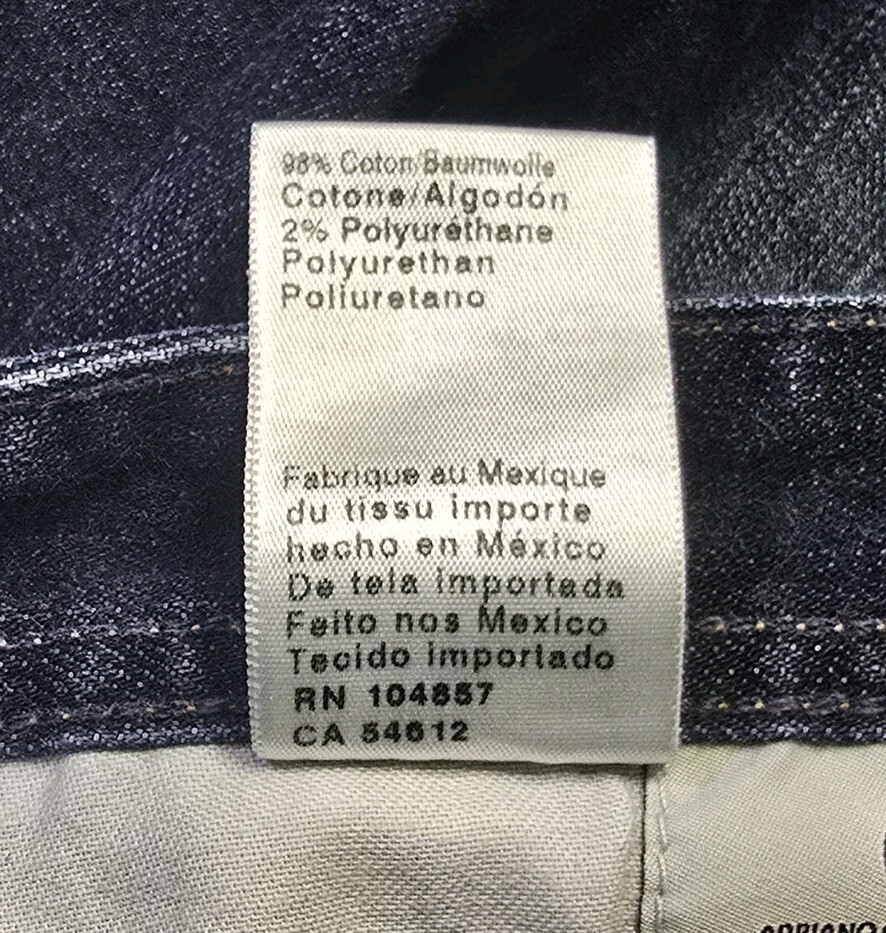 98% Coton/Baumwolle
Cotone/Algodón
2% Polyuréthane
Polyurethan
Poliuretano
Fabrique au Mexique
du tissu importe
hecho en México
De tela importada
Feito nos Mexico
Tecido importado
RN 104857
CA 54612